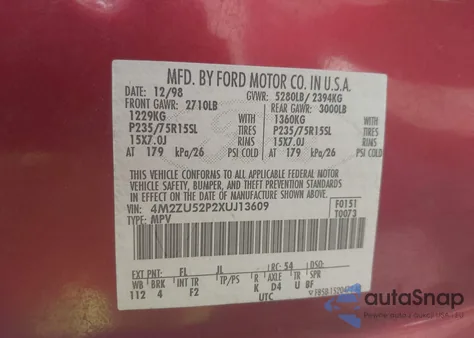 MFD. BY FORD MOTOR CO. IN U.S.A.
DATE: 12/98 GVWR: 5280LB/ 2394KG
FRONT GAWR: 2710LB REAR GAWR: 3000LB
1229KG 1360KG
P235/75R15SL TIRES P235/75R15SL TIRES
15X7.0J RIMS 15X7.0J RIMS
AT 179 kPa/26 PSI COLD AT 179 kPa/26 PSI COLD
THIS VEHICLE CONFORMS TO ALL APPLICABLE FEDERAL MOTOR
VEHICLE SAFETY, BUMPER, AND THEFT PREVENTION STANDARDS
IN EFFECT ON THE DATE OF MANUFACTURE SHOWN ABOVE.
VIN: 4M2ZU52P2XUJ13609 F0151
TYPE: MPV T0073
EXT PNT: FL JL RC: 54 DSO:
WB BRK INT TR TP/PS R AXLE TR SPR
112 4 F2 K D4 U BF
UTC
autoSnap